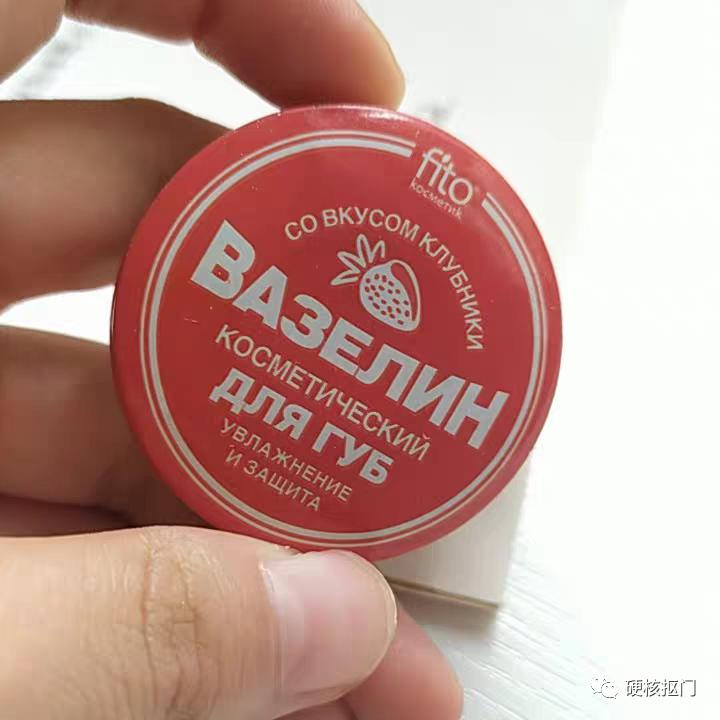 fito
косметик
СО ВКУСОМ КЛУБНИКИ
ВАЗЕЛИН
КОСМЕТИЧЕСКИЙ
ДЛЯ ГУБ
УВЛАЖНЕНИЕ
И ЗАЩИТА
硬核抠门